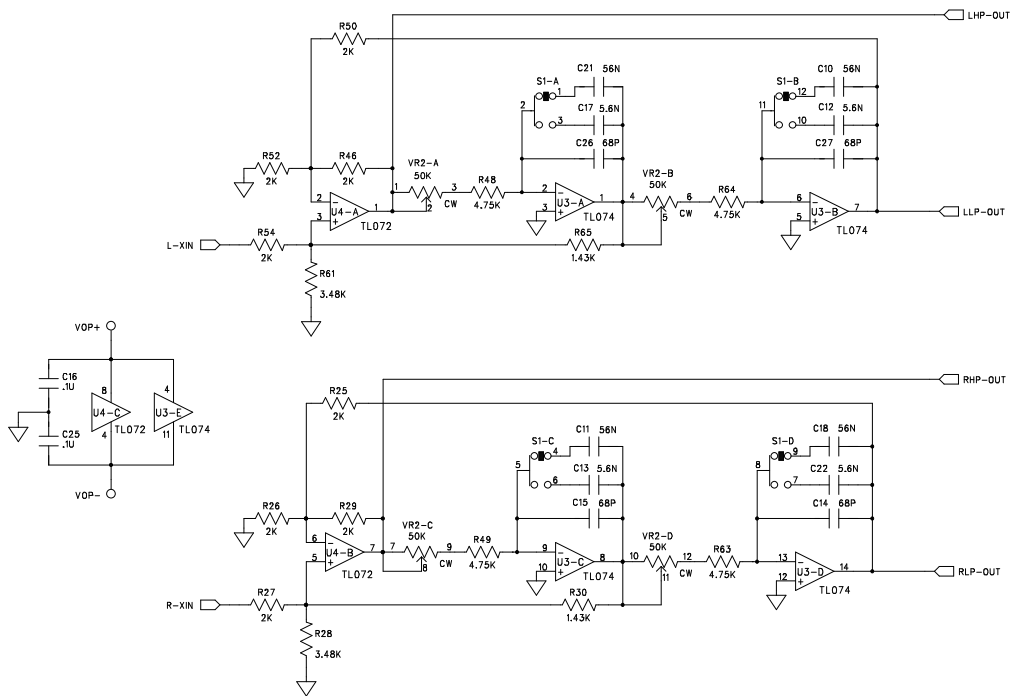 R50
2K
LHP-OUT
C21 56N
S1-A
1
2
C17 5.6N
3
C26 68P
C10 56N
S1-B
12
11
C12 5.6N
10
C27 68P
R52
2K
R46
2K
VR2-A
50K
1
3
2
CW
R48
4.75K
VR2-B
50K
4
6
5
CW
R64
4.75K
2
3
1
U4-A
TL072
2
3
1
U3-A
TL074
6
5
7
U3-B
TL074
LLP-OUT
L-XIN
R54
2K
R65
1.43K
R61
3.48K
VOP+
C16
.1U
8
U4-C
4
TL072
4
U3-E
11
TL074
C25
.1U
VOP-
R25
2K
RHP-OUT
C11 56N
S1-C
4
5
C13 5.6N
6
C15 68P
C18 56N
S1-D
9
8
C22 5.6N
7
C14 68P
R26
2K
R29
2K
VR2-C
50K
7
9
8
CW
R49
4.75K
VR2-D
50K
10
12
11
CW
R63
4.75K
6
5
7
U4-B
TL072
9
10
8
U3-C
TL074
13
12
14
U3-D
TL074
RLP-OUT
R-XIN
R27
2K
R30
1.43K
R28
3.48K